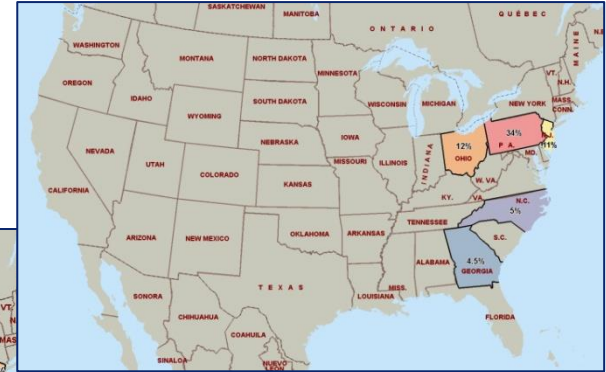 SASKATCHEWAN
MANITOBA
ONTARIO
QUÉBEC
WASHINGTON
MONTANA
NORTH DAKOTA
MINNESOTA
MAINE
OREGON
IDAHO
SOUTH DAKOTA
WISCONSIN
MICHIGAN
NEW YORK
VT.
N.H.
MASS.
CONN.
WYOMING
NEBRASKA
IOWA
NEVADA
UTAH
COLORADO
KANSAS
MISSOURI
ILLINOIS
INDIANA
12%
OHIO
34%
P A.
N.J.
11%
MD.
W. VA.
KY.
VA.
CALIFORNIA
ARIZONA
NEW MEXICO
OKLAHOMA
ARKANSAS
TENNESSEE
N.C.
5%
S.C.
TEXAS
LOUISIANA
MISS.
ALABAMA
4.5%
GEORGIA
FLORIDA
SONORA
CHIHUAHUA
COAHUILA
SINALOA
NUEVO
LEON
VT.
MAS